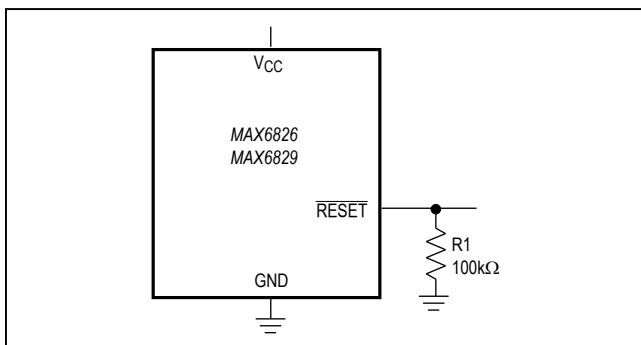 VCC
MAX6826
MAX6829
RESET
R1
100kΩ
GND